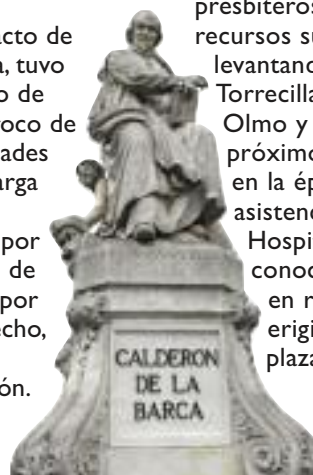 acto de
a, tuvo
o de
roco de
ades
arga
por
de
por
echo,
ón.
presbíteros
recursos su
levantand
Torrecilla
Olmo y
próximo
en la ép
asistenc
Hospi
conoc
en r
erigi
plaza
CALDERON
DE LA
BARCA